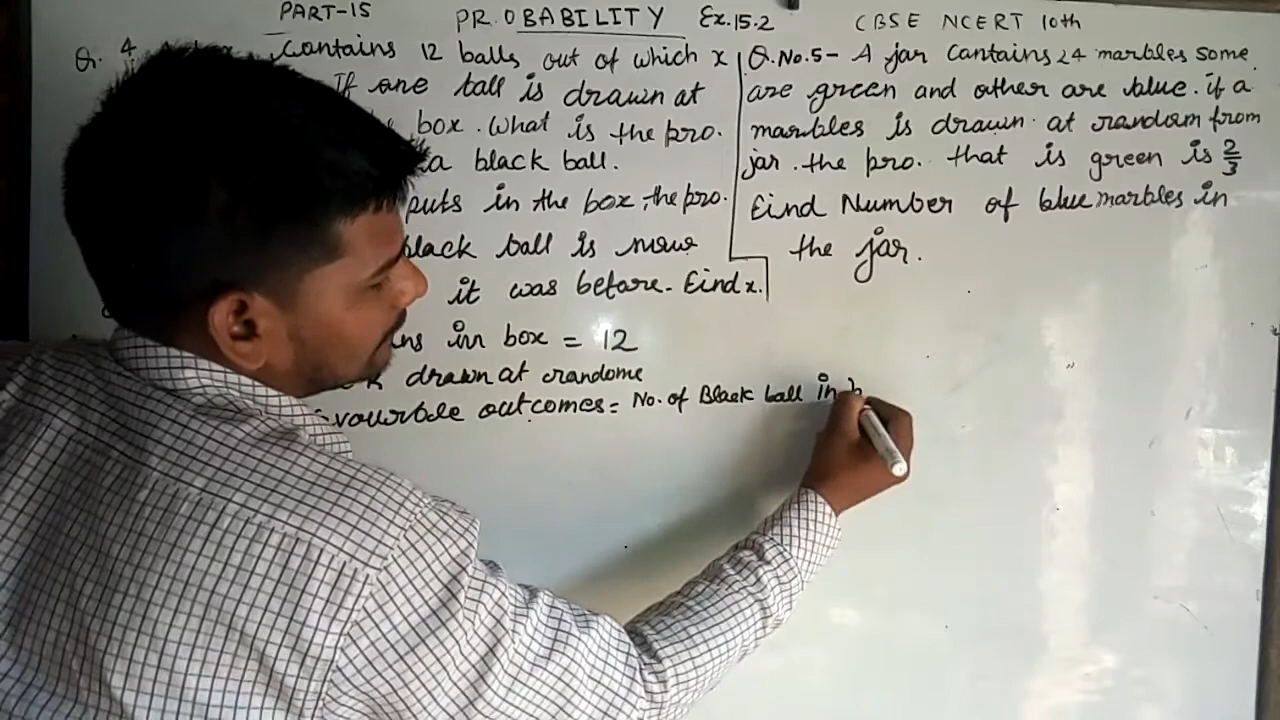 PART-15 PROBABILITY Ex.15.2 CBSE NCERT 10th
Q. 4 contains 12 balls out of which x
If one ball is drawn at
box. What is the pro.
a black ball.
puts in the box, the pro.
black ball is now
it was before. Find x.
Q.No.5- A jar cantains 24 marbles some
are green and other are blue. if a
marbles is drawn at random from
jar. the pro. that is green is 2/3
Find Number of blue marbles in
the jar.
in box = 12
drawn at randome
outcomes = No. of Black ball in